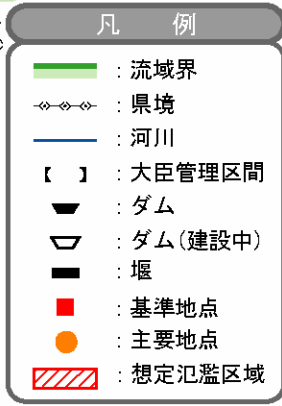 凡 例
：流域界
：県境
：河川
【 】：大臣管理区間
：ダム
：ダム(建設中)
：堰
：基準地点
：主要地点
：想定氾濫区域